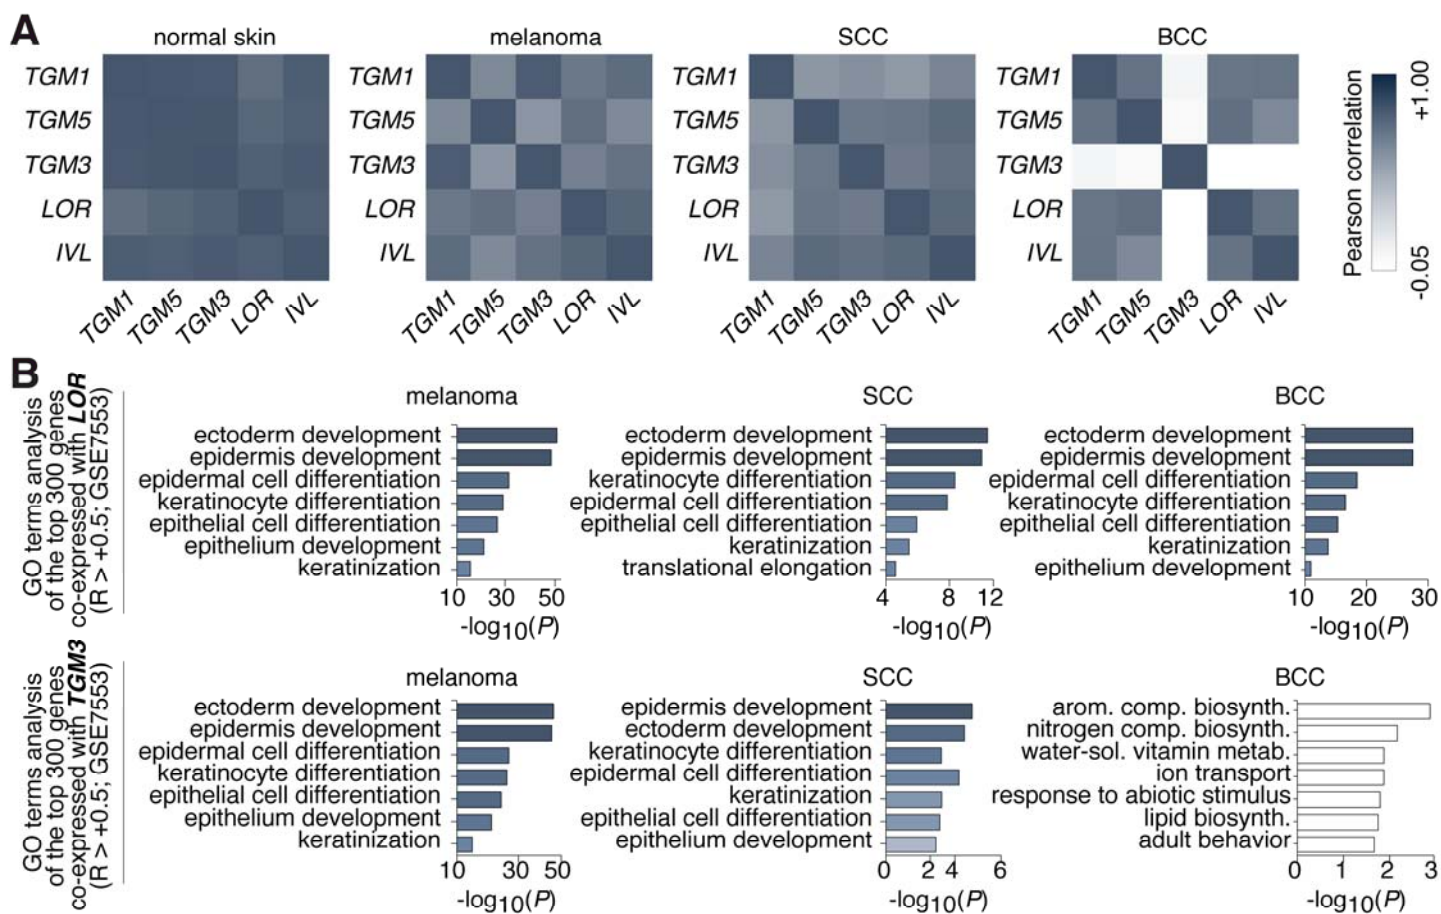 A
normal skin
TGM1
TGM5
TGM3
LOR
IVL
TGM1
TGM5
TGM3
LOR
IVL
melanoma
TGM1
TGM5
TGM3
LOR
IVL
TGM1
TGM5
TGM3
LOR
IVL
SCC
TGM1
TGM5
TGM3
LOR
IVL
TGM1
TGM5
TGM3
LOR
IVL
BCC
TGM1
TGM5
TGM3
LOR
IVL
TGM1
TGM5
TGM3
LOR
IVL
Pearson correlation
+1.00
-0.05
B
GO terms analysis
of the top 300 genes
co-expressed with LOR
(R > +0.5; GSE7553)
melanoma
ectoderm development
epidermis development
epidermal cell differentiation
keratinocyte differentiation
epithelial cell differentiation
epithelium development
keratinization
10 30 50
-log10(P)
SCC
ectoderm development
epidermis development
keratinocyte differentiation
epidermal cell differentiation
epithelial cell differentiation
keratinization
translational elongation
4 8 12
-log10(P)
BCC
ectoderm development
epidermis development
epidermal cell differentiation
keratinocyte differentiation
epithelial cell differentiation
keratinization
epithelium development
10 20 30
-log10(P)
GO terms analysis
of the top 300 genes
co-expressed with TGM3
(R > +0.5; GSE7553)
melanoma
ectoderm development
epidermis development
epidermal cell differentiation
keratinocyte differentiation
epithelial cell differentiation
epithelium development
keratinization
10 30 50
-log10(P)
SCC
epidermis development
ectoderm development
keratinocyte differentiation
epidermal cell differentiation
keratinization
epithelial cell differentiation
epithelium development
0 2 4 6
-log10(P)
BCC
arom. comp. biosynth.
nitrogen comp. biosynth.
water-sol. vitamin metab.
ion transport
response to abiotic stimulus
lipid biosynth.
adult behavior
0 1 2 3
-log10(P)